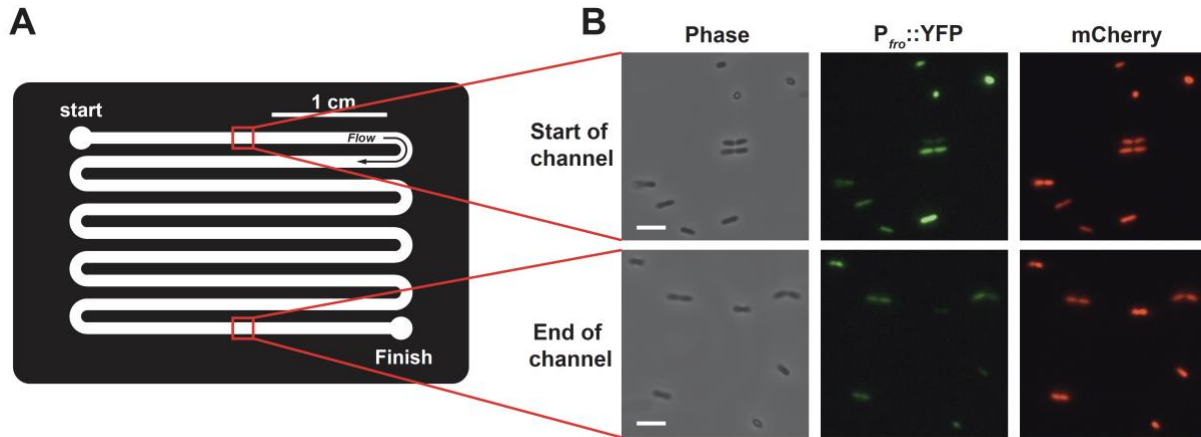 A
start
1 cm
Flow
Finish
B
Phase
P_fro::YFP
mCherry
Start of
channel
End of
channel